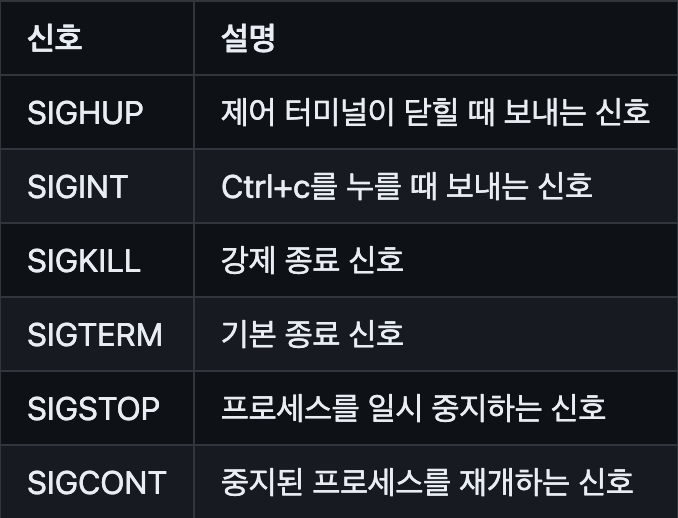 신호 설명
SIGHUP 제어 터미널이 닫힐 때 보내는 신호
SIGINT Ctrl+c를 누를 때 보내는 신호
SIGKILL 강제 종료 신호
SIGTERM 기본 종료 신호
SIGSTOP 프로세스를 일시 중지하는 신호
SIGCONT 중지된 프로세스를 재개하는 신호